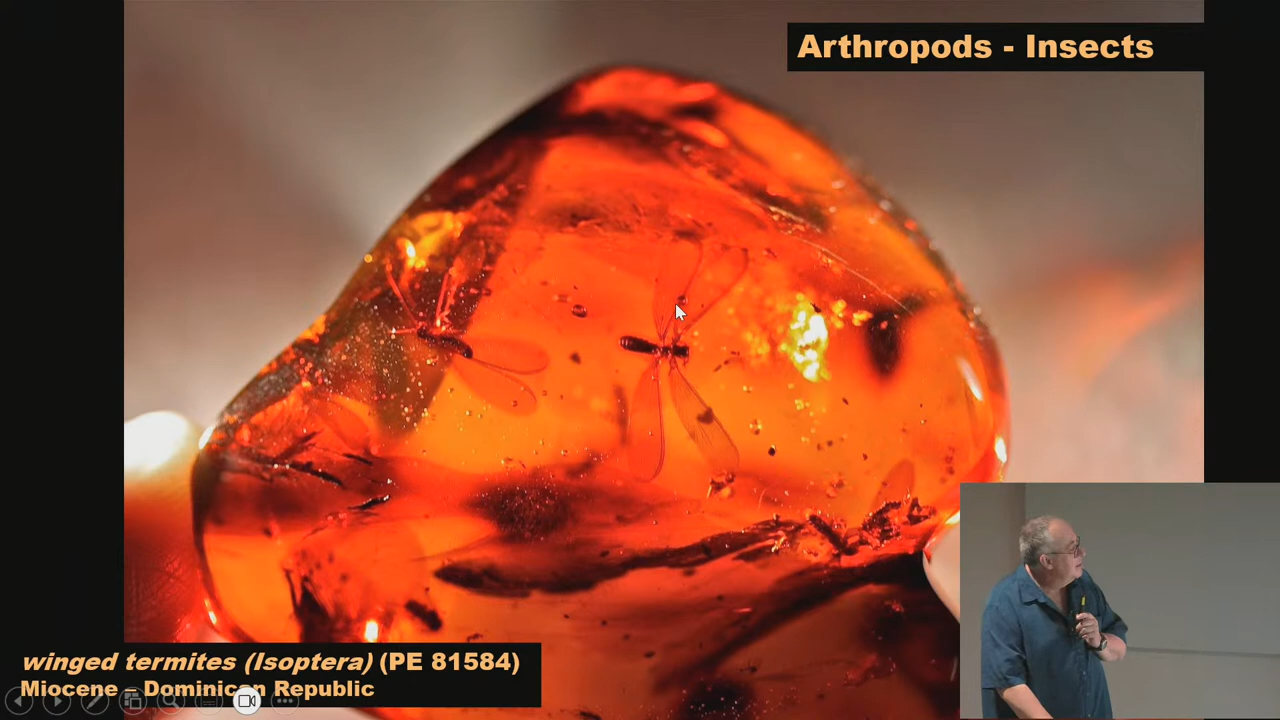 Arthropods - Insects
winged termites (Isoptera) (PE 81584)
Miocene – Dominican Republic